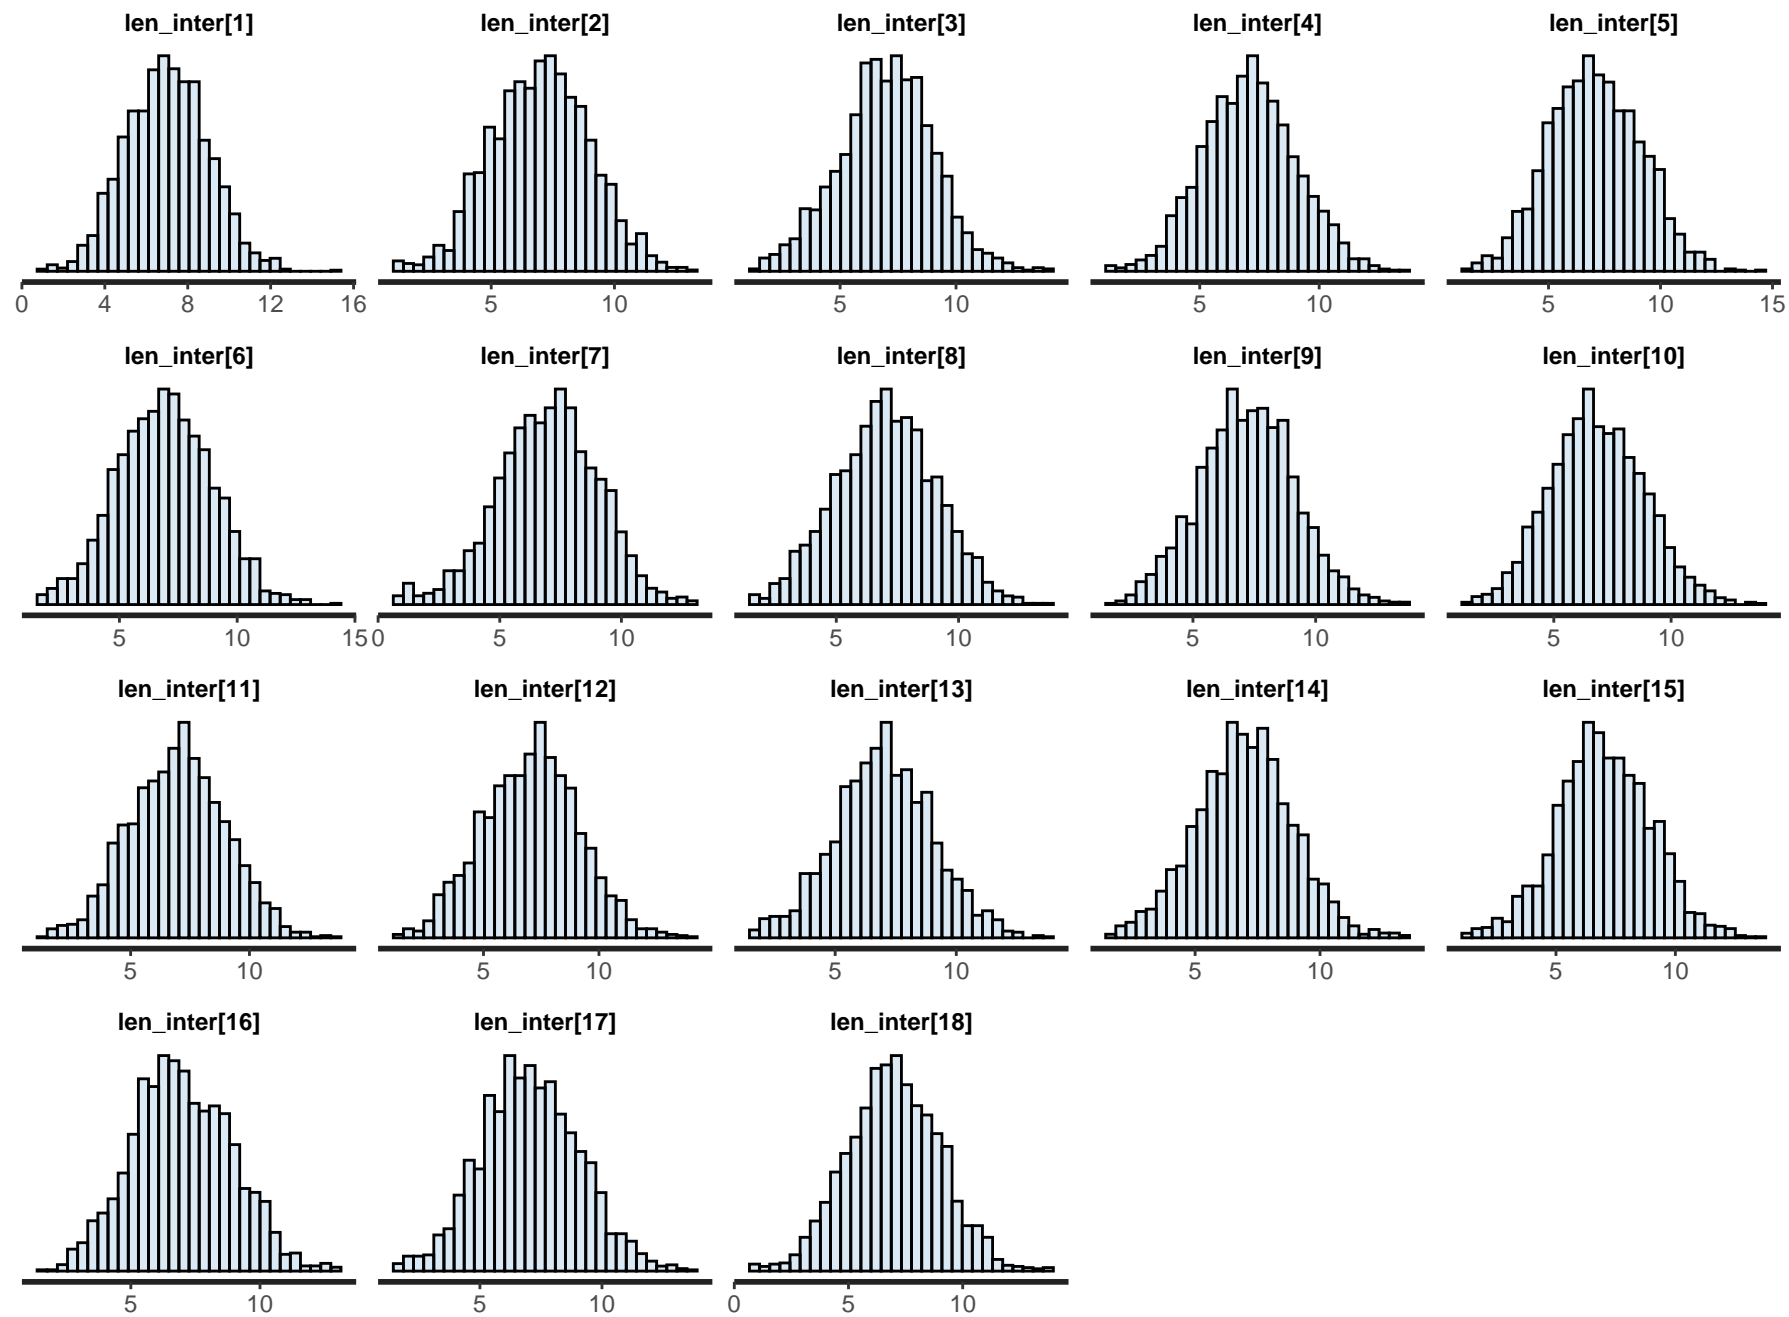 len_inter[1] len_inter[2] len_inter[3] len_inter[4] len_inter[5]
0 4 8 12 16 5 10 5 10 5 10 5 10 15
len_inter[6] len_inter[7] len_inter[8] len_inter[9] len_inter[10]
5 10 15 0 5 10 5 10 5 10 5 10
len_inter[11] len_inter[12] len_inter[13] len_inter[14] len_inter[15]
5 10 5 10 5 10 5 10 5 10
len_inter[16] len_inter[17] len_inter[18]
5 10 5 10 0 5 10